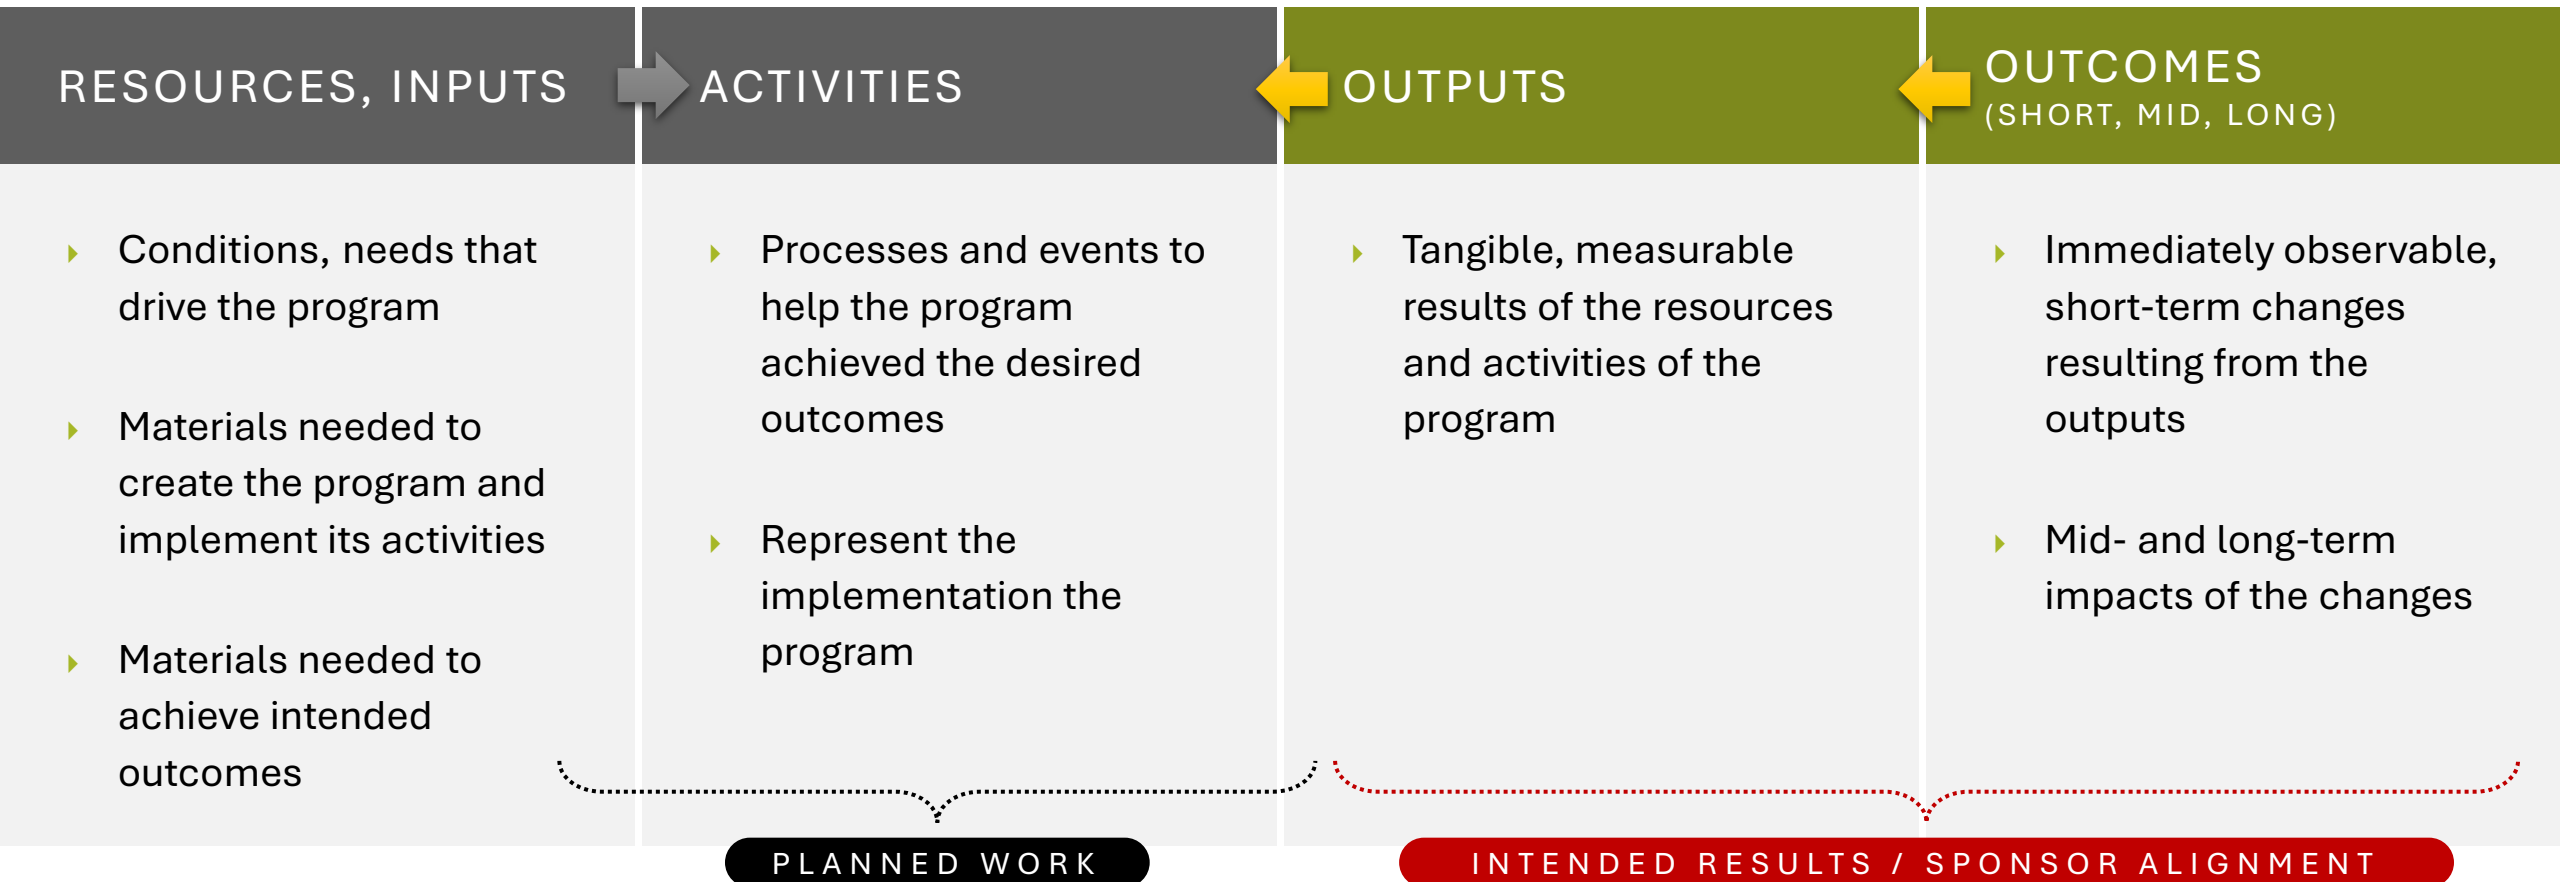 RESOURCES, INPUTS
Conditions, needs that
drive the program
Materials needed to
create the program and
implement its activities
Materials needed to
achieve intended
outcomes
ACTIVITIES
Processes and events to
help the program
achieved the desired
outcomes
Represent the
implementation the
program
OUTPUTS
Tangible, measurable
results of the resources
and activities of the
program
OUTCOMES
(SHORT, MID, LONG)
Immediately observable,
short-term changes
resulting from the
outputs
Mid- and long-term
impacts of the changes
PLANNED WORK
INTENDED RESULTS / SPONSOR ALIGNMENT